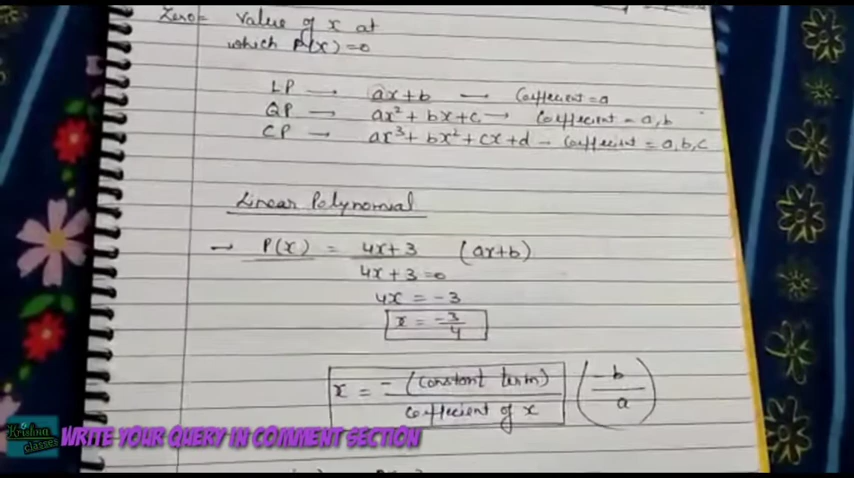 Zero = Value of x at
which P(x) = 0
LP → ax+b → Coefficient = a
QP → ax² + bx + c → Coefficient = a, b
CP → ax³ + bx² + cx + d – Coefficient = a, b, c
Linear Polynomial
→ P(x) = 4x+3 (ax+b)
4x+3=0
4x = -3
x = -3/4
x = -(constant term)/coefficient of x (-b/a)
Krishna
Classes
WRITE YOUR QUERY IN COMMENT SECTION